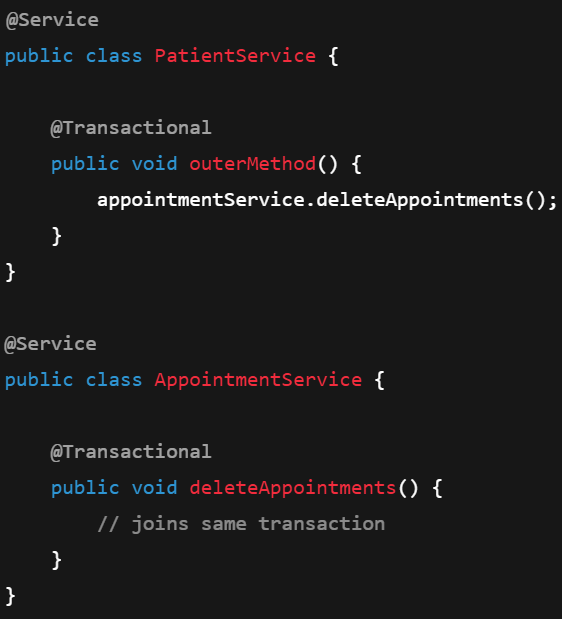 @Service
public class PatientService {
@Transactional
public void outerMethod() {
appointmentService.deleteAppointments();
}
}
@Service
public class AppointmentService {
@Transactional
public void deleteAppointments() {
// joins same transaction
}
}